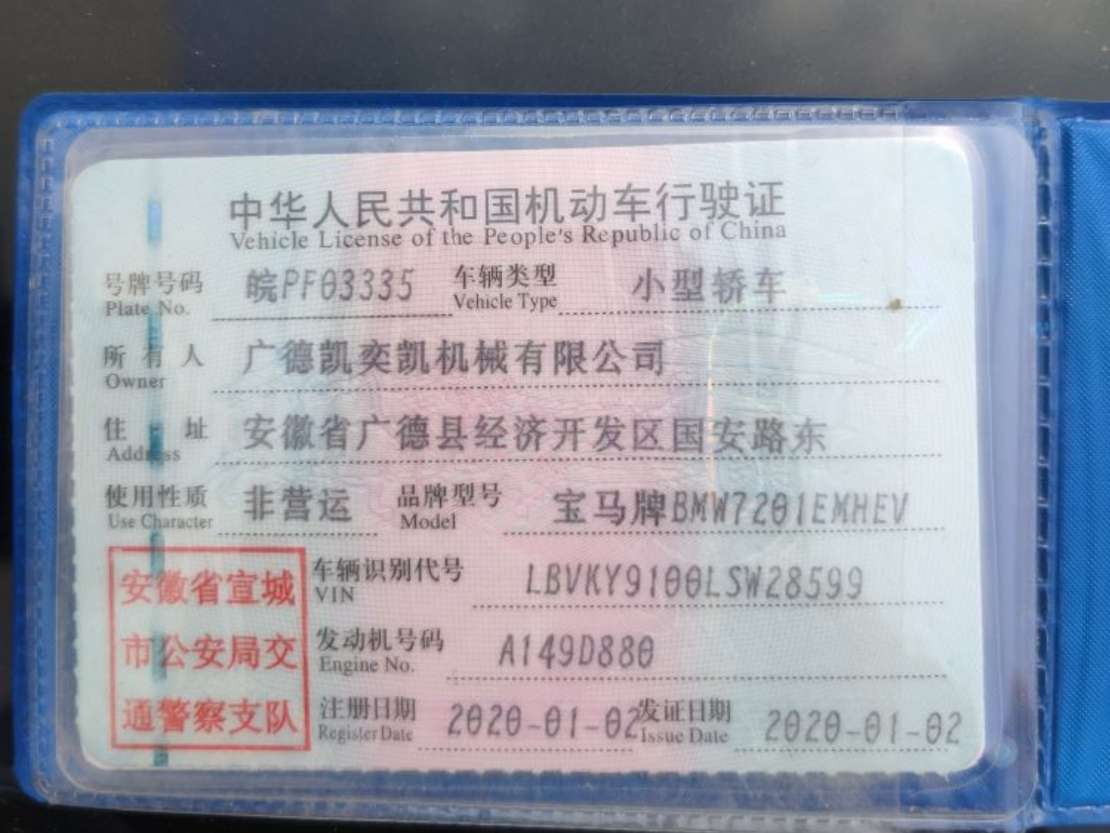 中华人民共和国机动车行驶证
Vehicle License of the People's Republic of China
号牌号码 皖PF03335 车辆类型 小型轿车
Plate No. Vehicle Type
所有人 广德凯奕凯机械有限公司
Owner
住址 安徽省广德县经济开发区国安路东
Address
使用性质 非营运 品牌型号 宝马牌BMW7201EMHEV
Use Character Model
安徽省宣城
市公安局交
通警察支队
车辆识别代号 LBVKY9100LSW28599
VIN
发动机号码 A149D880
Engine No.
注册日期 2020-01-02 发证日期 2020-01-02
Register Date Issue Date